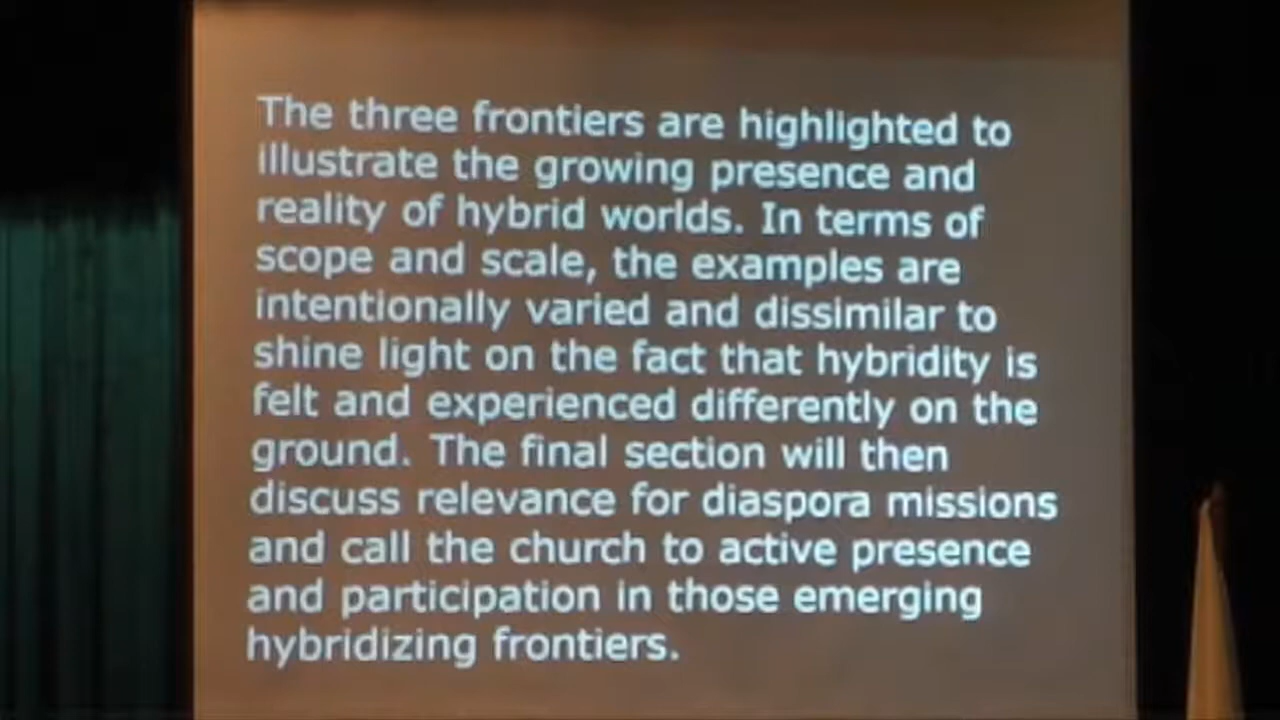 The three frontiers are highlighted to
illustrate the growing presence and
reality of hybrid worlds. In terms of
scope and scale, the examples are
intentionally varied and dissimilar to
shine light on the fact that hybridity is
felt and experienced differently on the
ground. The final section will then
discuss relevance for diaspora missions
and call the church to active presence
and participation in those emerging
hybridizing frontiers.